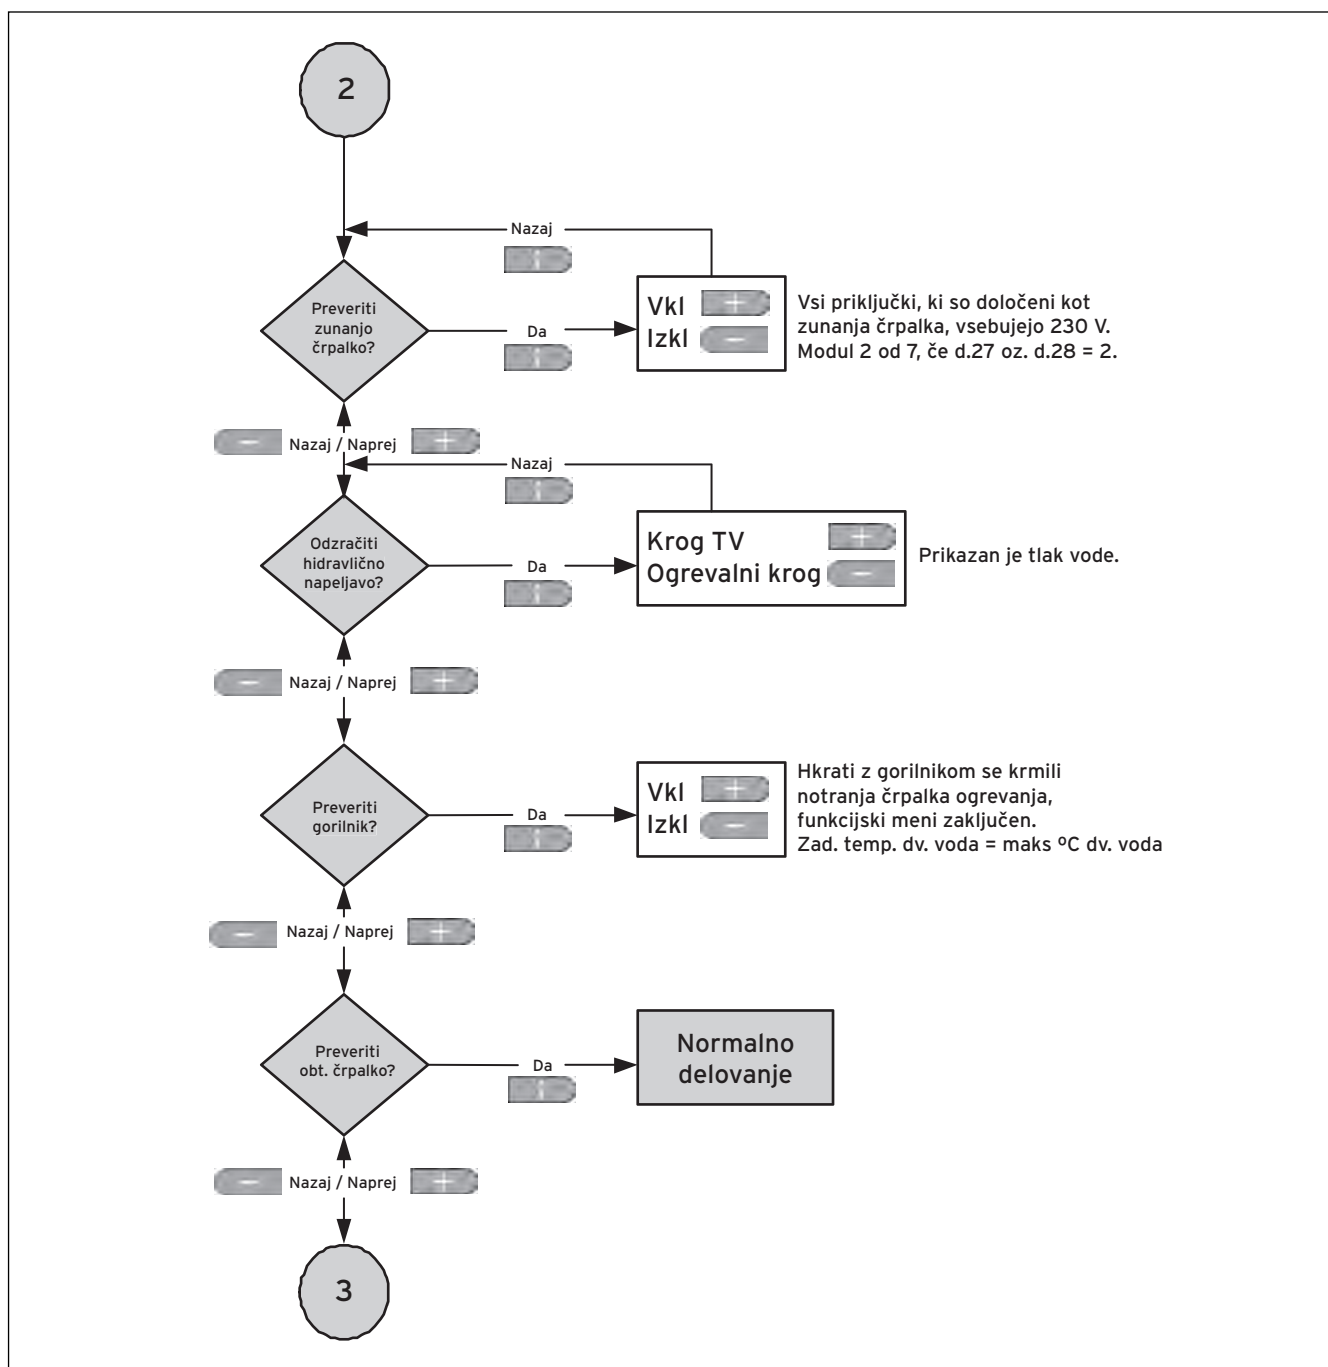 2
Nazaj
i
Preveriti
zunanjo
črpalko?
Da
i
Vkl +
Izkl −
Vsi priključki, ki so določeni kot
zunanja črpalka, vsebujejo 230 V.
Modul 2 od 7, če d.27 oz. d.28 = 2.
− Nazaj / Naprej +
Nazaj
i
Odzračiti
hidravlično
napeljavo?
Da
i
Krog TV +
Ogrevalni krog −
Prikazan je tlak vode.
− Nazaj / Naprej +
Preveriti
gorilnik?
Da
i
Vkl +
Izkl −
Hkrati z gorilnikom se krmili
notranja črpalka ogrevanja,
funkcijski meni zaključen.
Zad. temp. dv. voda = maks ºC dv. voda
− Nazaj / Naprej +
Preveriti
obt. črpalko?
Da
i
Normalno
delovanje
− Nazaj / Naprej +
3